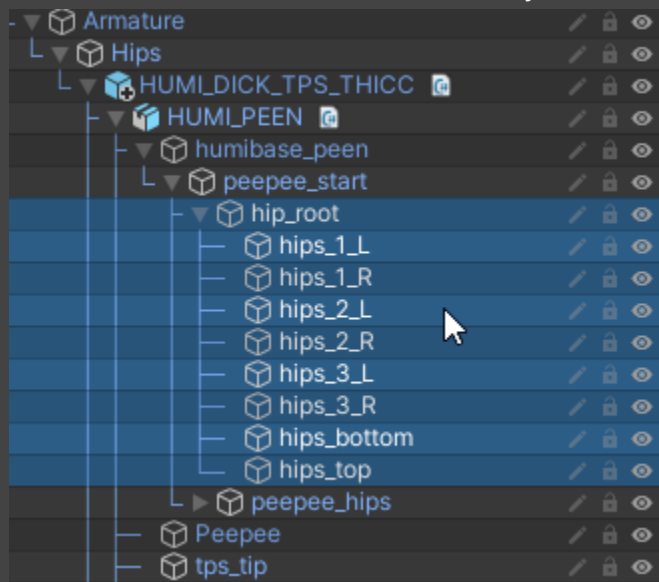 Armature
Hips
HUMI_DICK_TPS_THICC
HUMI_PEEN
humibase_peen
peepee_start
hip_root
hips_1_L
hips_1_R
hips_2_L
hips_2_R
hips_3_L
hips_3_R
hips_bottom
hips_top
peepee_hips
Peepee
tps_tip